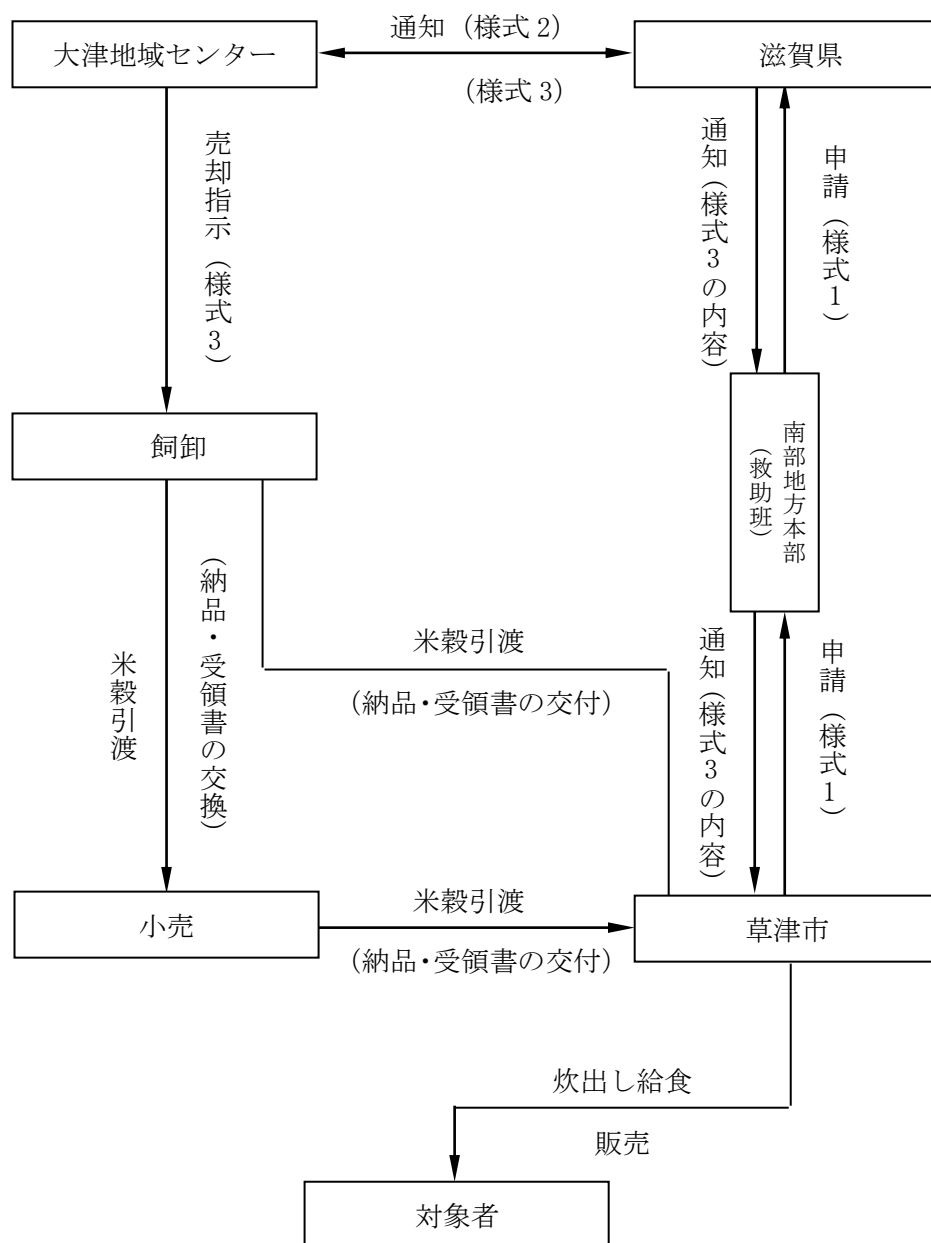 大津地域センター
通知（様式2）
（様式3）
滋賀県
売却指示（様式3）
通知（様式3の内容）
申請（様式1）
飼卸
南部地方本部
（救助班）
米穀引渡
（納品・受領書の交換）
米穀引渡
（納品・受領書の交付）
通知（様式3の内容）
申請（様式1）
小売
米穀引渡
（納品・受領書の交付）
草津市
炊出し給食
販売
対象者